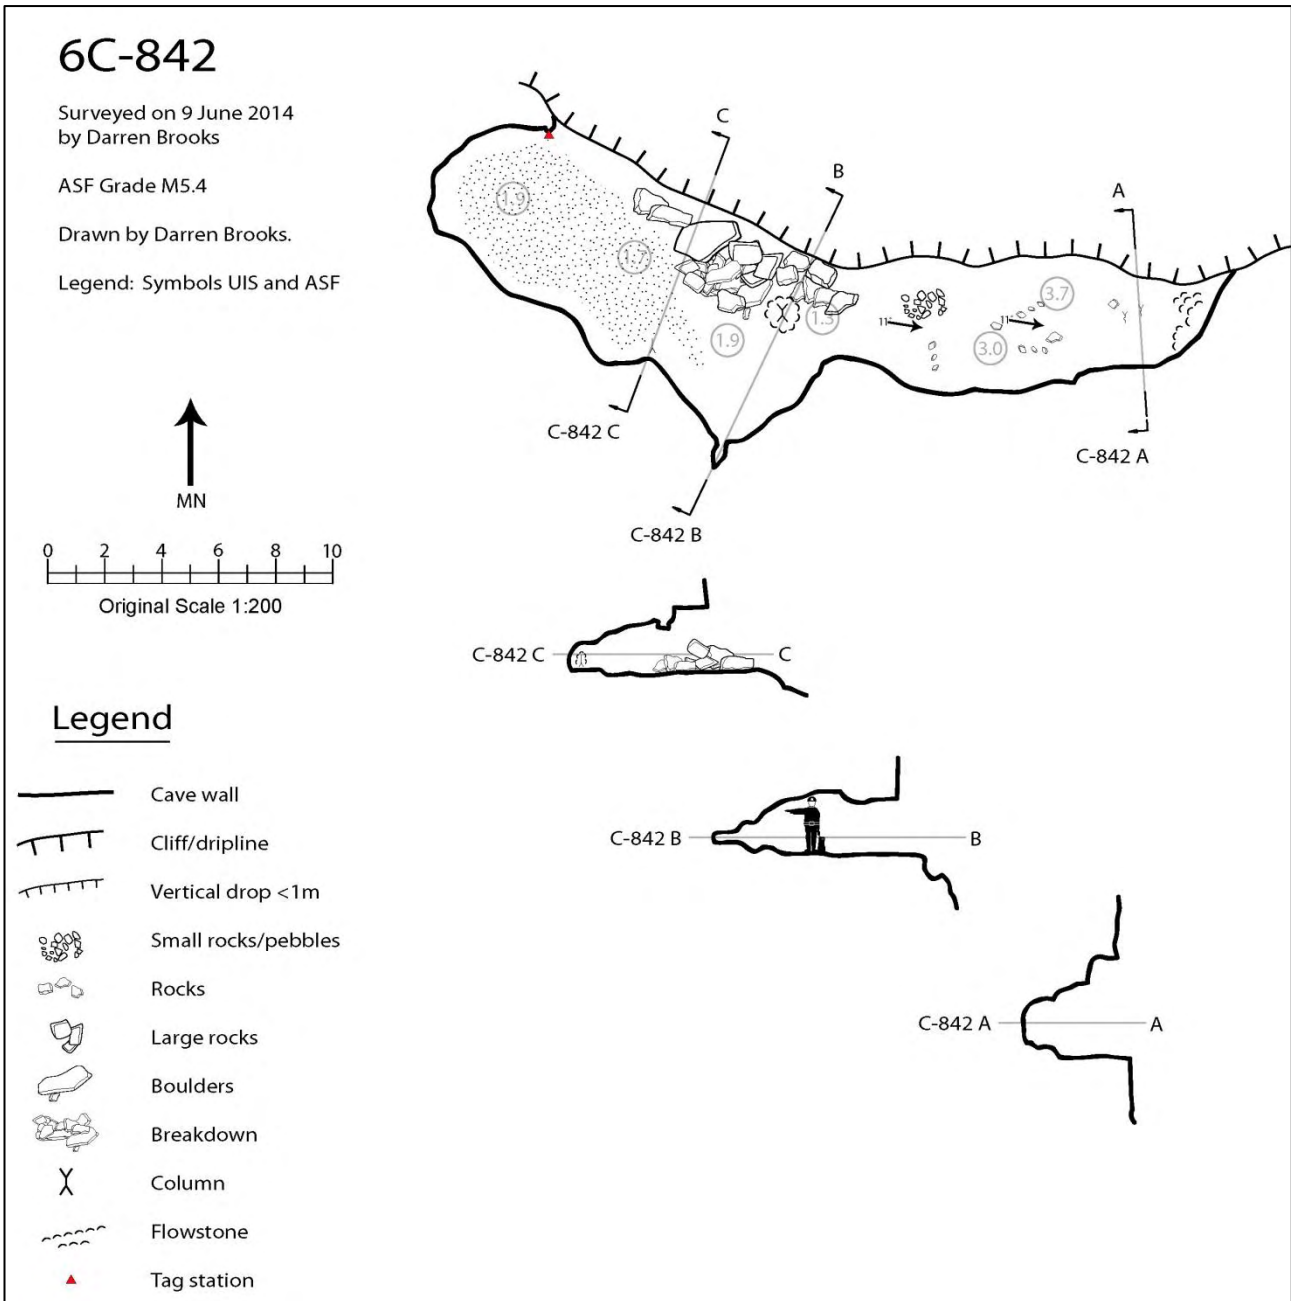 6C-842
Surveyed on 9 June 2014
by Darren Brooks
ASF Grade M5.4
Drawn by Darren Brooks.
Legend: Symbols UIS and ASF
MN
0 2 4 6 8 10
Original Scale 1:200
C
B
A
1.9
1.7
1.9
1.3
11°
3.0
11°
3.7
C-842 C
C-842 B
C-842 A
C-842 C C
C-842 B B
C-842 A A
Legend
Cave wall
Cliff/dripline
Vertical drop <1m
Small rocks/pebbles
Rocks
Large rocks
Boulders
Breakdown
Column
Flowstone
Tag station